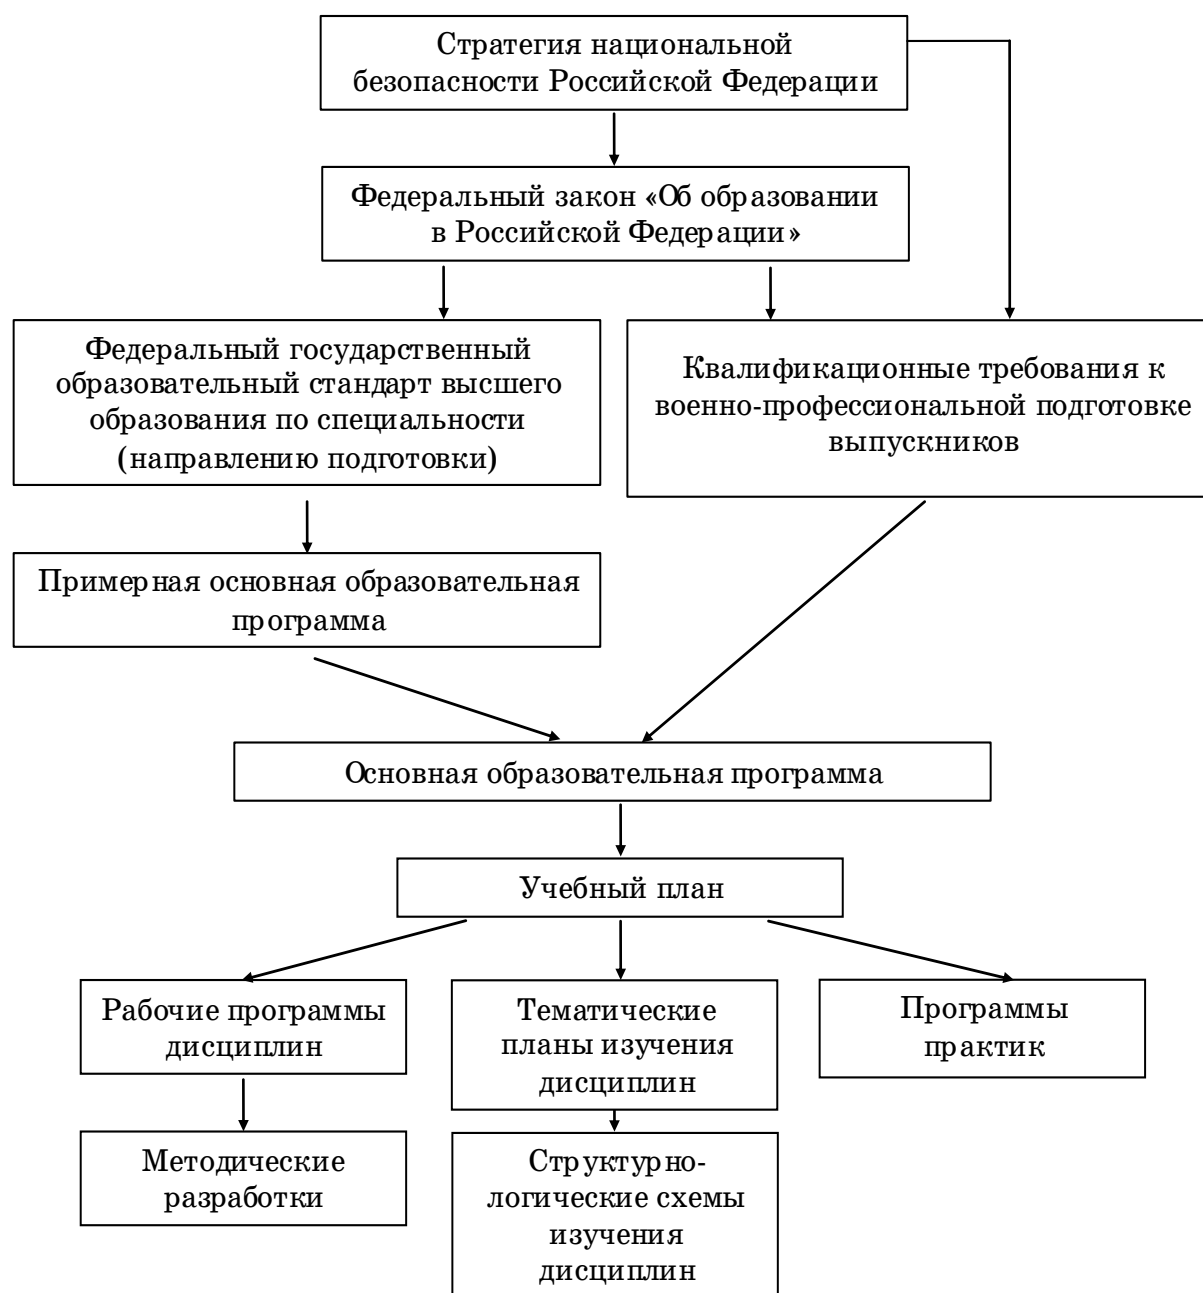 Стратегия национальной
безопасности Российской Федерации
Федеральный закон «Об образовании
в Российской Федерации»
Федеральный государственный
образовательный стандарт высшего
образования по специальности
(направлению подготовки)
Квалификационные требования к
военно-профессиональной подготовке
выпускников
Примерная основная образовательная
программа
Основная образовательная программа
Учебный план
Рабочие программы
дисциплин
Тематические
планы изучения
дисциплин
Программы
практик
Методические
разработки
Структурно-
логические схемы
изучения
дисциплин